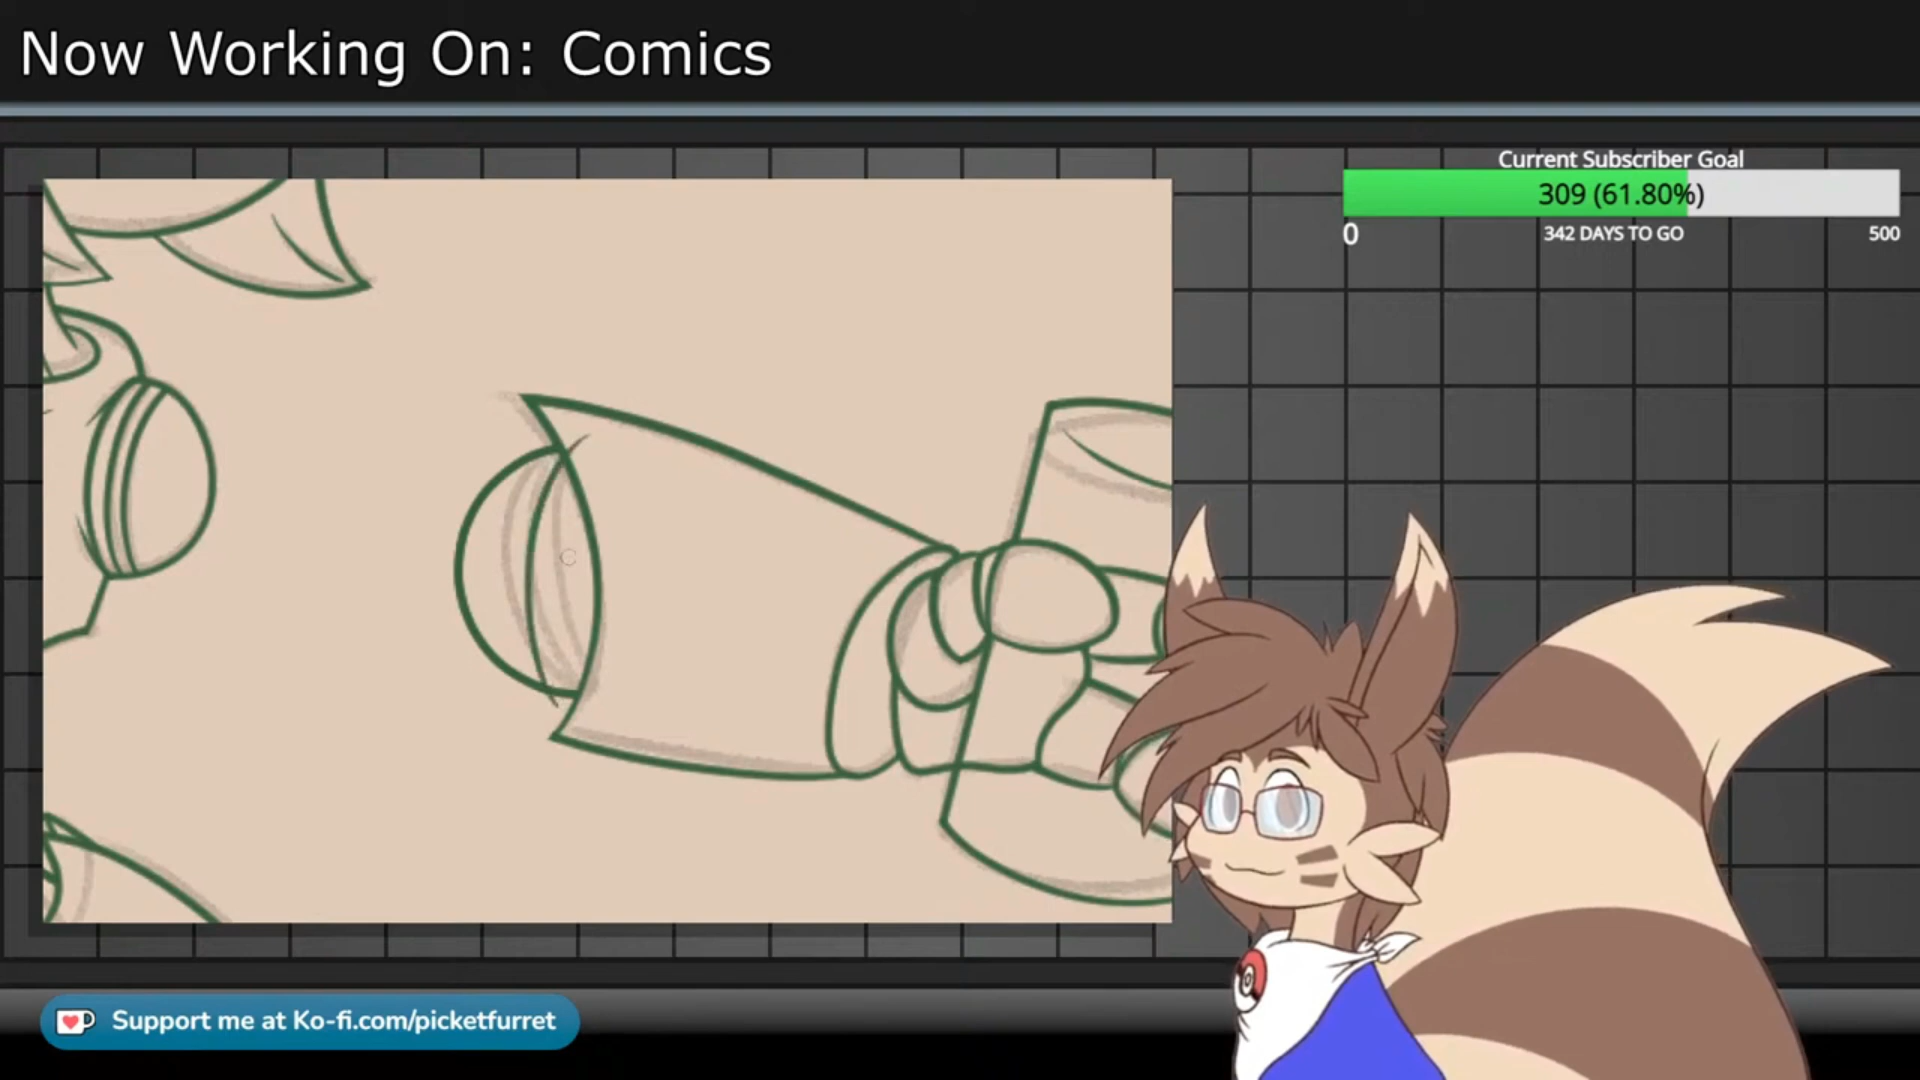 Now Working On: Comics
Current Subscriber Goal
309 (61.80%)
0 342 DAYS TO GO 500
Support me at Ko-fi.com/picketfurret